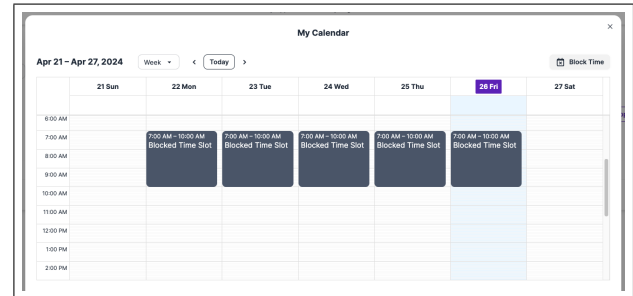 My Calendar
×
Apr 21 – Apr 27, 2024
Week
Today
Block Time
21 Sun
22 Mon
23 Tue
24 Wed
25 Thu
26 Fri
27 Sat
6:00 AM
7:00 AM
7:00 AM – 10:00 AM
Blocked Time Slot
7:00 AM – 10:00 AM
Blocked Time Slot
7:00 AM – 10:00 AM
Blocked Time Slot
7:00 AM – 10:00 AM
Blocked Time Slot
7:00 AM – 10:00 AM
Blocked Time Slot
8:00 AM
9:00 AM
10:00 AM
11:00 AM
12:00 PM
1:00 PM
2:00 PM